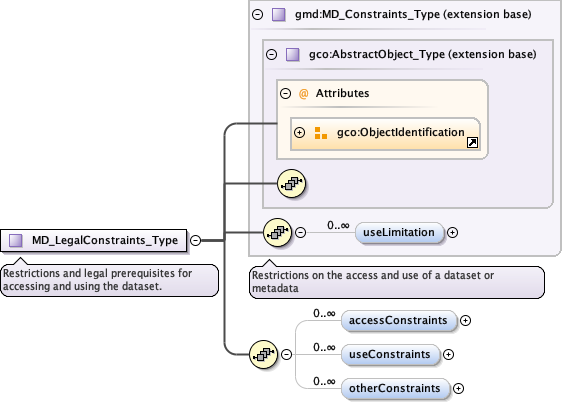 gmd:MD_Constraints_Type (extension base)
gco:AbstractObject_Type (extension base)
@ Attributes
gco:ObjectIdentification
0..∞
useLimitation
MD_LegalConstraints_Type
Restrictions and legal prerequisites for
accessing and using the dataset.
Restrictions on the access and use of a dataset or
metadata
0..∞
accessConstraints
0..∞
useConstraints
0..∞
otherConstraints